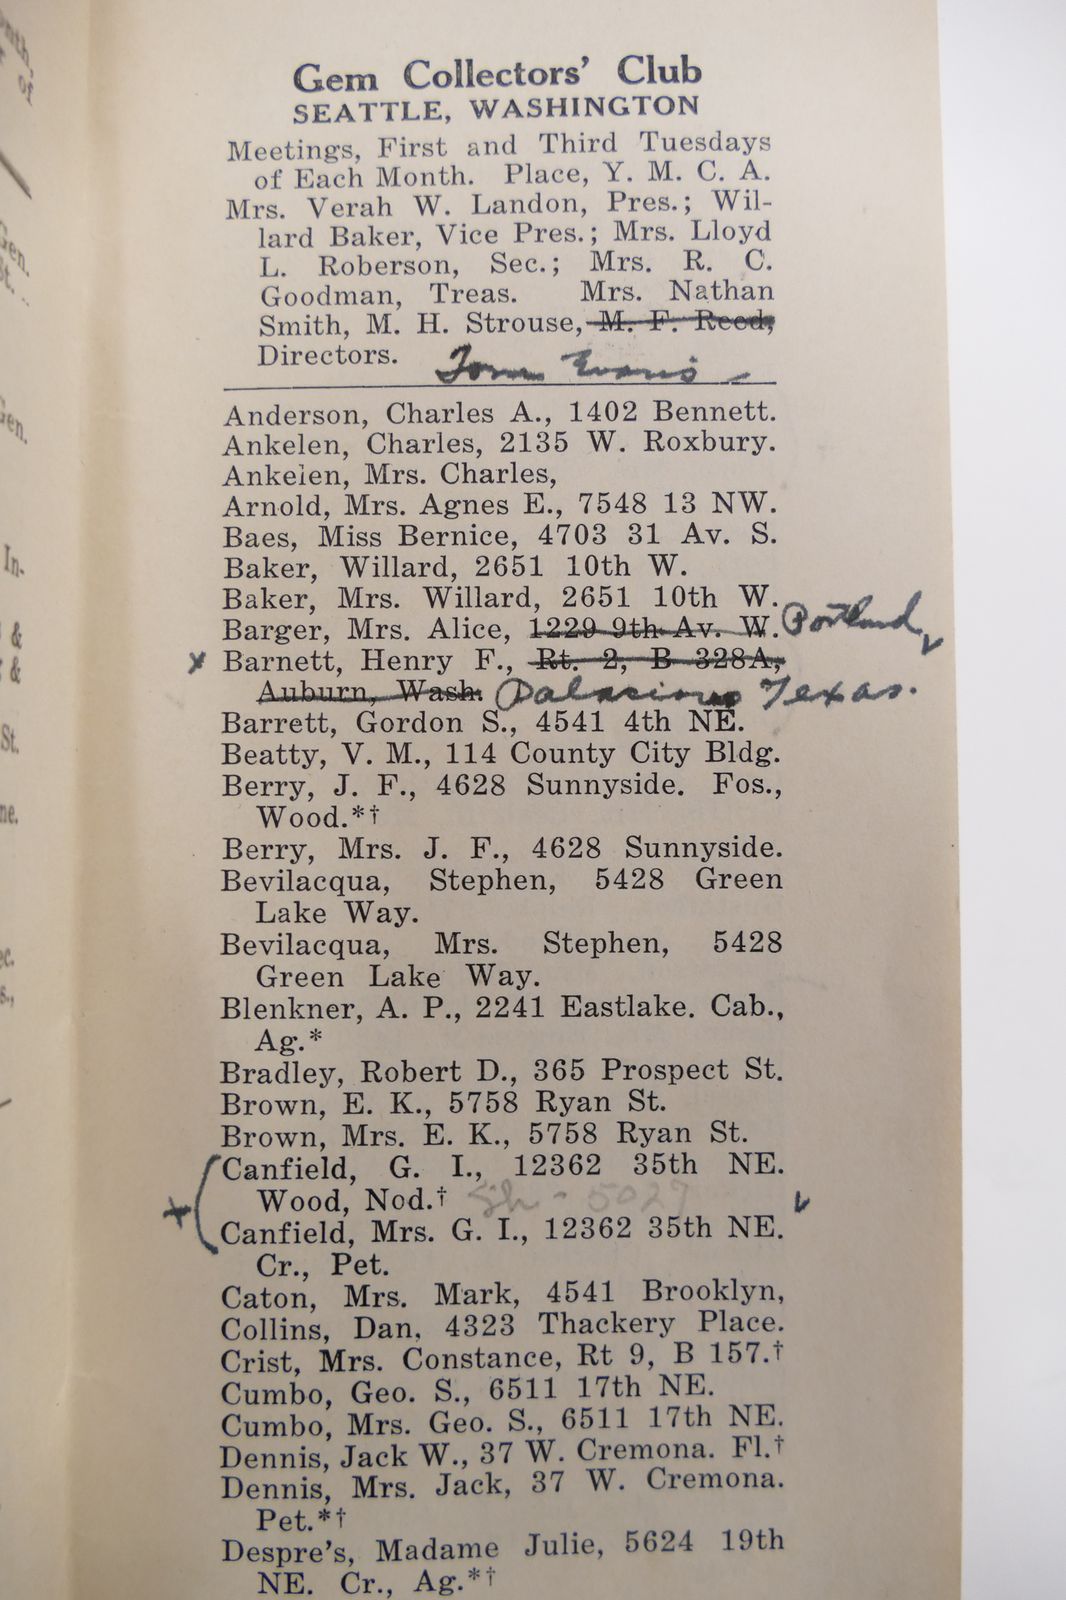 Gem Collectors' Club
SEATTLE, WASHINGTON
Meetings, First and Third Tuesdays
of Each Month. Place, Y. M. C. A.
Mrs. Verah W. Landon, Pres.; Wil-
lard Baker, Vice Pres.; Mrs. Lloyd
L. Roberson, Sec.; Mrs. R. C.
Goodman, Treas. Mrs. Nathan
Smith, M. H. Strouse, M. F. Reed,
Directors. Tom Evans
Anderson, Charles A., 1402 Bennett.
Ankelen, Charles, 2135 W. Roxbury.
Ankelen, Mrs. Charles,
Arnold, Mrs. Agnes E., 7548 13 NW.
Baes, Miss Bernice, 4703 31 Av. S.
Baker, Willard, 2651 10th W.
Baker, Mrs. Willard, 2651 10th W.
Barger, Mrs. Alice, 1229 9th Av. W. Portland
x Barnett, Henry F., Rt. 2, B 328A,
Auburn, Wash. Palacious Texas.
Barrett, Gordon S., 4541 4th NE.
Beatty, V. M., 114 County City Bldg.
Berry, J. F., 4628 Sunnyside. Fos.,
Wood.*†
Berry, Mrs. J. F., 4628 Sunnyside.
Bevilacqua, Stephen, 5428 Green
Lake Way.
Bevilacqua, Mrs. Stephen, 5428
Green Lake Way.
Blenkner, A. P., 2241 Eastlake. Cab.,
Ag.*
Bradley, Robert D., 365 Prospect St.
Brown, E. K., 5758 Ryan St.
Brown, Mrs. E. K., 5758 Ryan St.
Canfield, G. I., 12362 35th NE.
x Wood, Nod.† Sh - 5027
Canfield, Mrs. G. I., 12362 35th NE.
Cr., Pet.
Caton, Mrs. Mark, 4541 Brooklyn,
Collins, Dan, 4323 Thackery Place.
Crist, Mrs. Constance, Rt 9, B 157.†
Cumbo, Geo. S., 6511 17th NE.
Cumbo, Mrs. Geo. S., 6511 17th NE.
Dennis, Jack W., 37 W. Cremona. Fl.†
Dennis, Mrs. Jack, 37 W. Cremona.
Pet.*†
Despre's, Madame Julie, 5624 19th
NE. Cr., Ag.*†